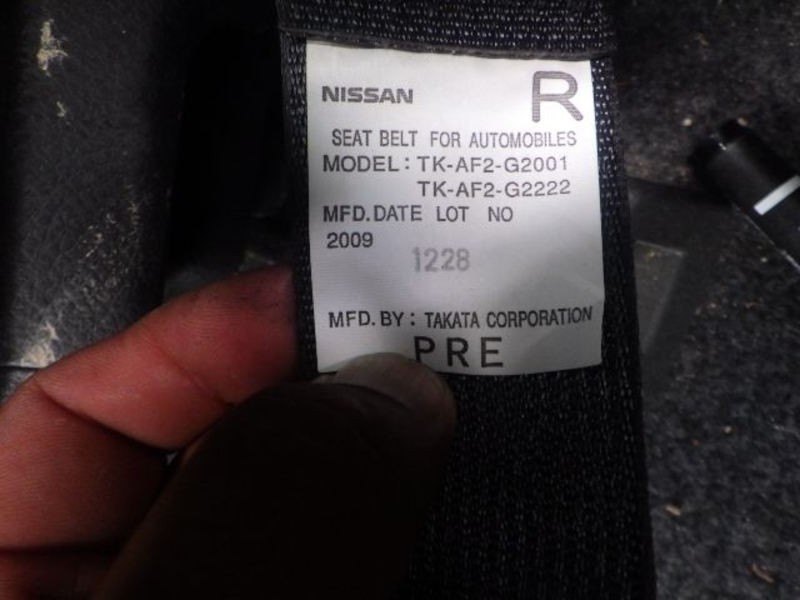 NISSAN R
SEAT BELT FOR AUTOMOBILES
MODEL: TK-AF2-G2001
TK-AF2-G2222
MFD.DATE LOT NO
2009
1228
MFD.BY: TAKATA CORPORATION
PRE